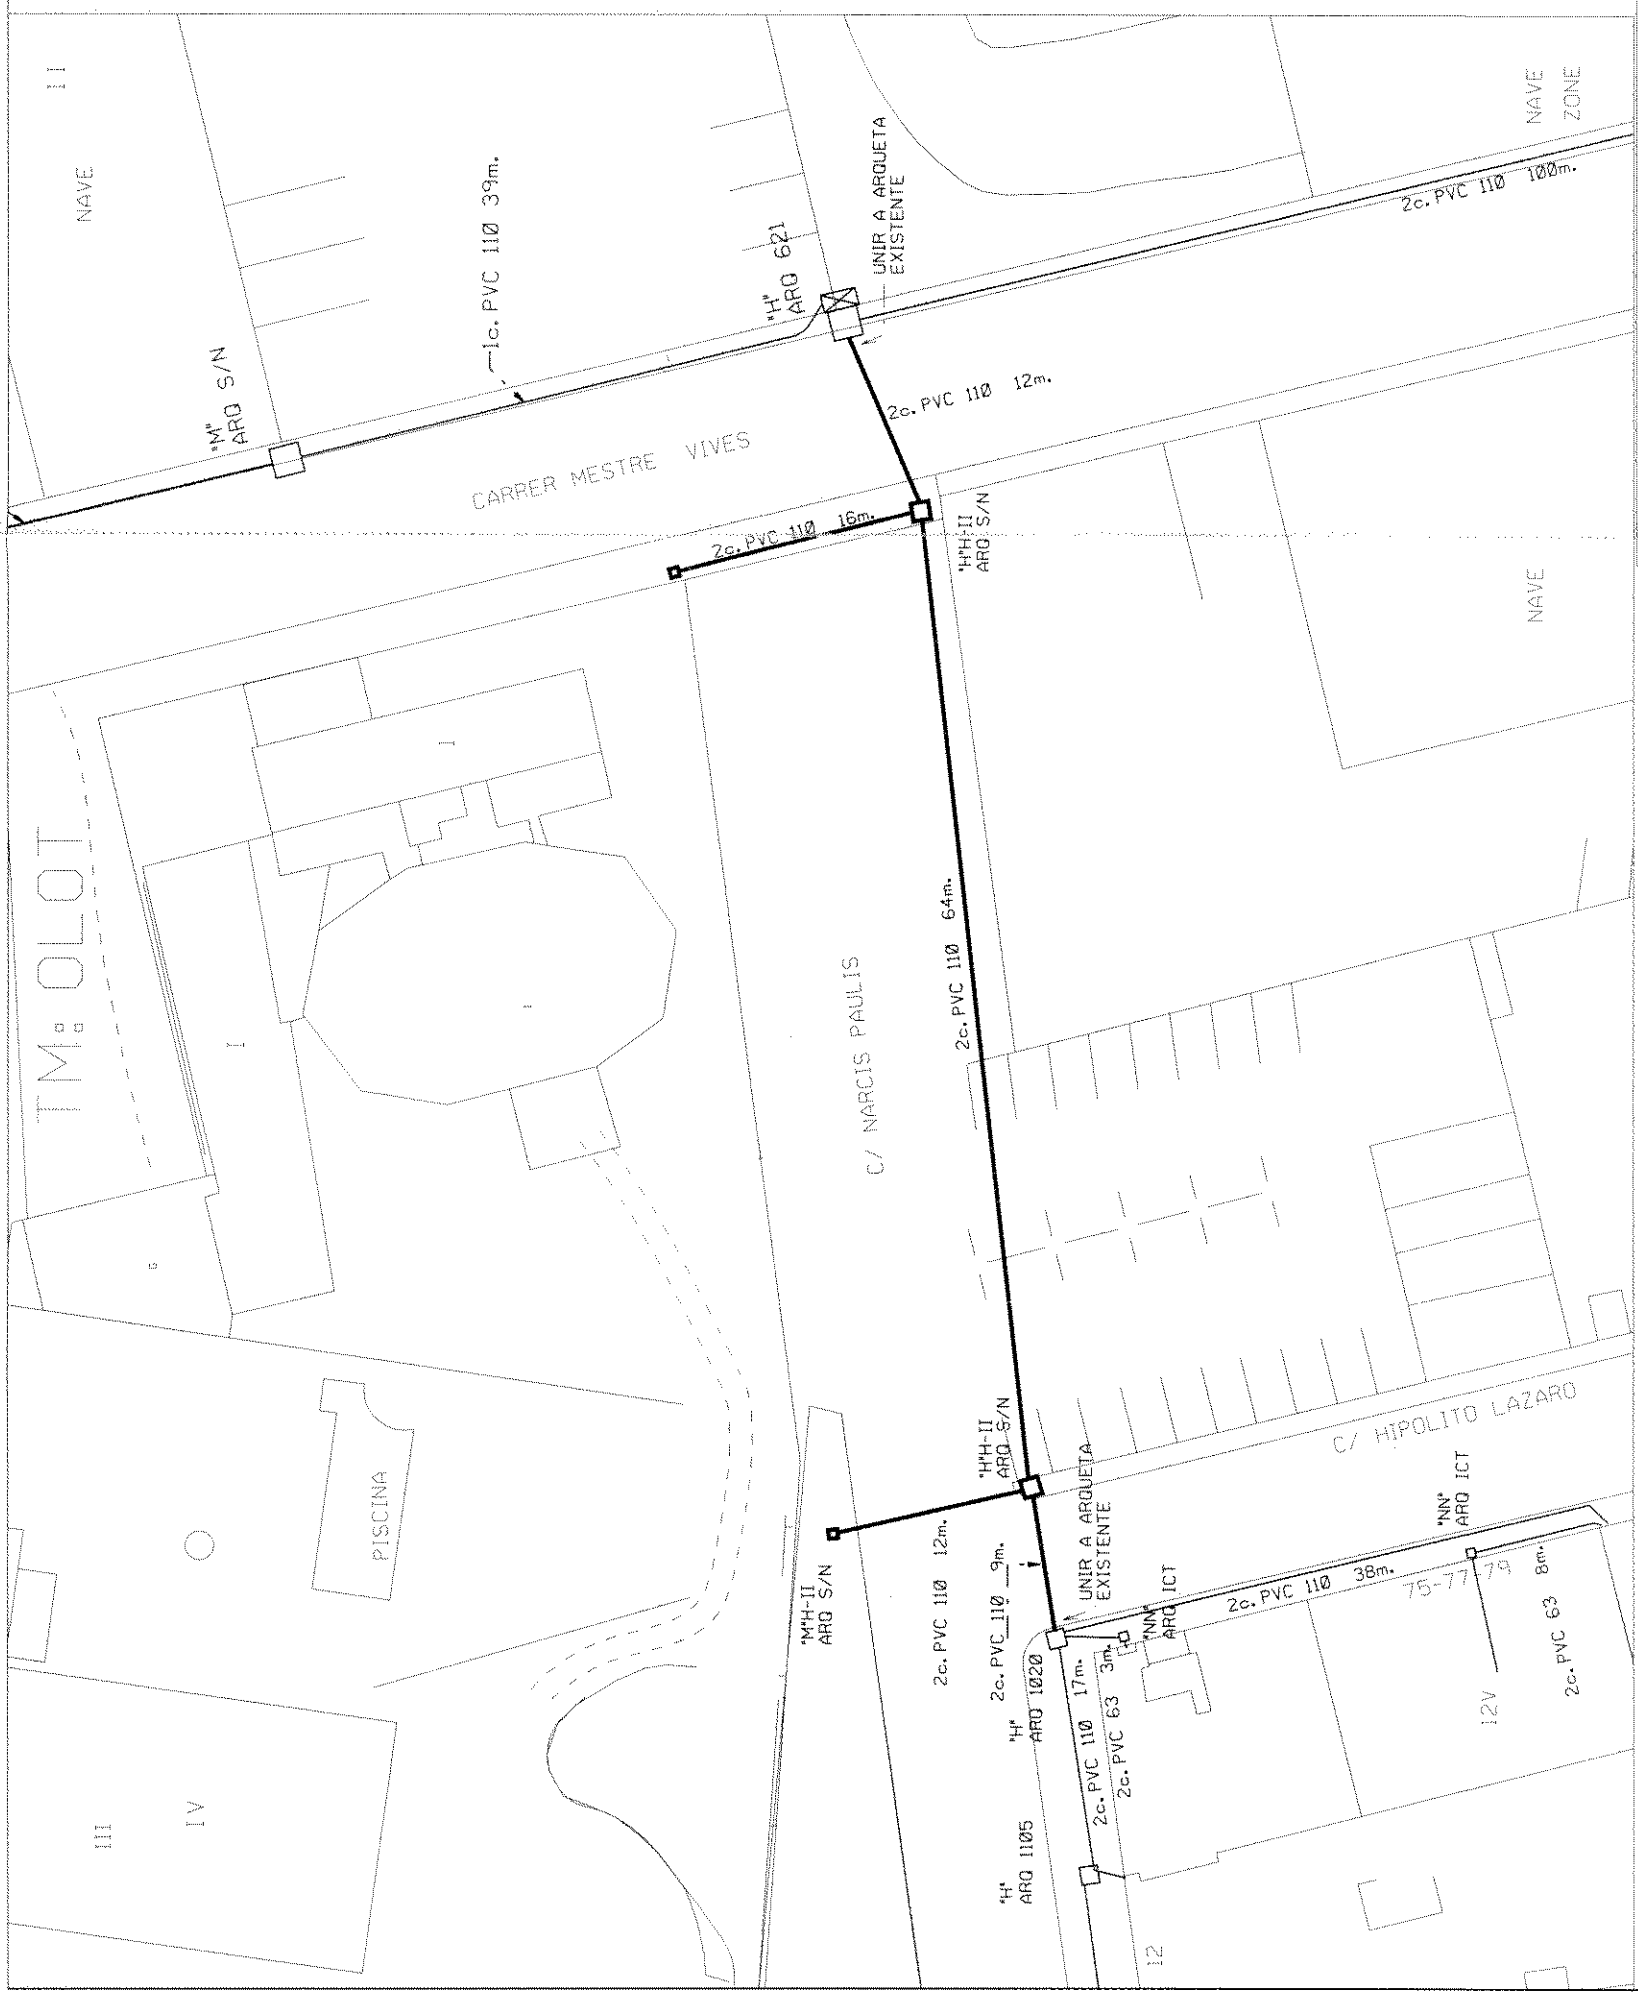 II
NAVE
NAVE
ZONE
1c. PVC 110 39m.
"H"
ARQ 621
UNIR A ARQUETA
EXISTENTE
2c. PVC 110 100m.
"M"
ARQ S/N
2c. PVC 110 12m.
CARRER MESTRE VIVES
2c. PVC 110 16m.
"H"H-II
ARQ S/N
NAVE
I
TM: OLOT
2c. PVC 110 64m.
I
I
C/ NARCIS PAULIS
PISCINA
"H"H-II
ARQ S/N
C/ HIPOLITO LAZARO
"M"H-II
ARQ S/N
2c. PVC 110 12m.
2c. PVC 110 9m.
UNIR A ARQUETA
EXISTENTE
"NN"
ARQ ICT
"NN"
ARQ ICT
2c. PVC 110 38m.
75-77-79
2c. PVC 63 8m.
"H"
ARQ 1020
2c. PVC 110 17m.
2c. PVC 63 3m.
12V
III
IV
"H"
ARQ 1105
12